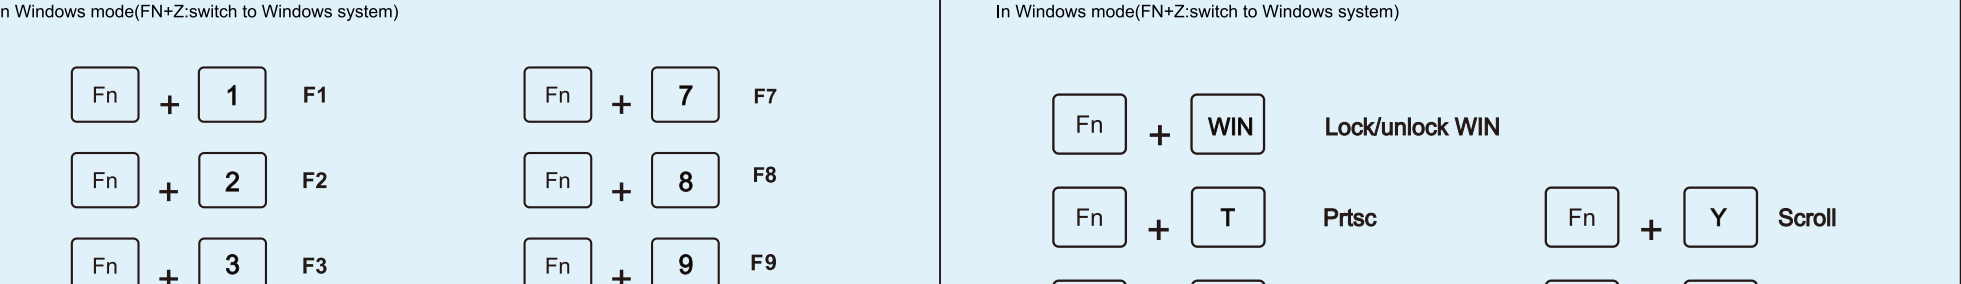 n Windows mode(FN+Z:switch to Windows system)
Fn + 1 F1 Fn + 7 F7
Fn + 2 F2 Fn + 8 F8
Fn + 3 F3 Fn + 9 F9
In Windows mode(FN+Z:switch to Windows system)
Fn + WIN Lock/unlock WIN
Fn + T Prtsc Fn + Y Scroll